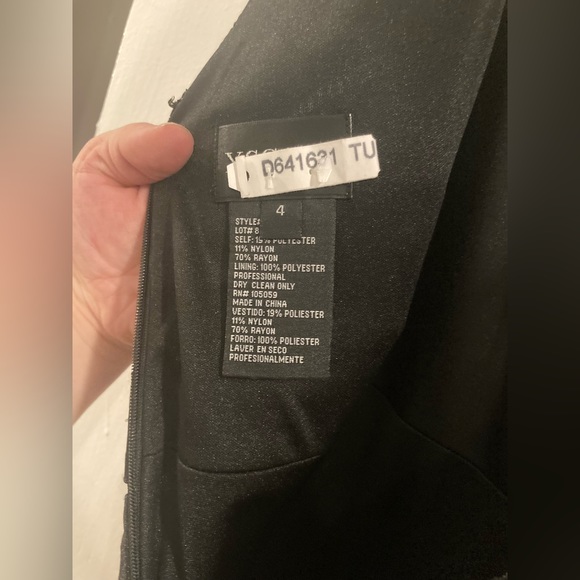 D641631 TU
4
STYLE#
LOT# 8
SELF: 19% POLYESTER
11% NYLON
70% RAYON
LINING: 100% POLYESTER
PROFESSIONAL
DRY CLEAN ONLY
RN# 105059
MADE IN CHINA
VESTIDO: 19% POLIESTER
11% NYLON
70% RAYON
FORRO: 100% POLIESTER
LAVER EN SECO
PROFESIONALMENTE